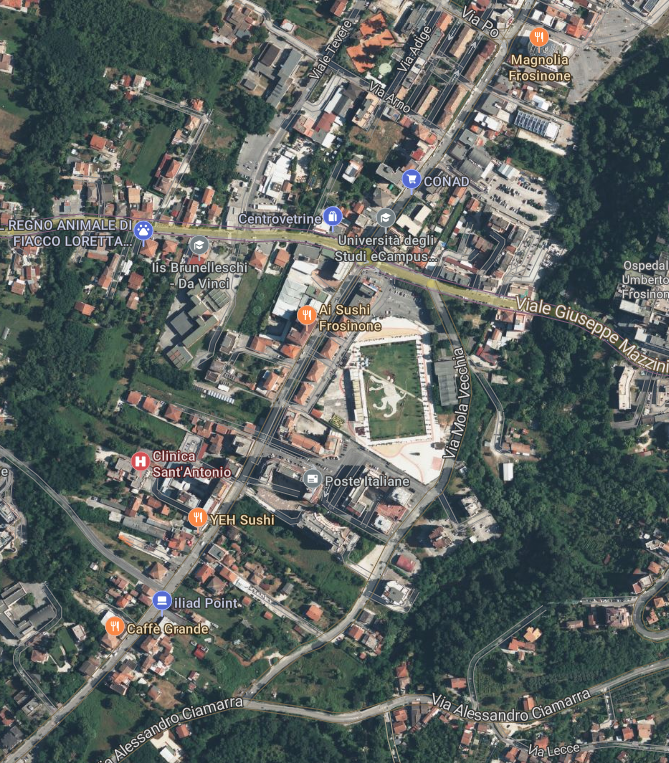 Via Po
Viale Tevere
Via Adige
Magnolia
Frosinone
Via Arno
CONAD
REGNO ANIMALE DI
FIACCO LORETTA...
Centrovetrine
Università degli
Studi eCampus...
Iis Brunelleschi
- Da Vinci
Ospedal
Umberto
Frosinon
Ai Sushi
Frosinone
Viale Giuseppe Mazzini
Via Mola Vecchia
Clinica
Sant'Antonio
e
Poste Italiane
YEH Sushi
iliad Point
Caffè Grande
ia Alessandro Ciamarra
Via Alessandro Ciamarra
Via Lecce